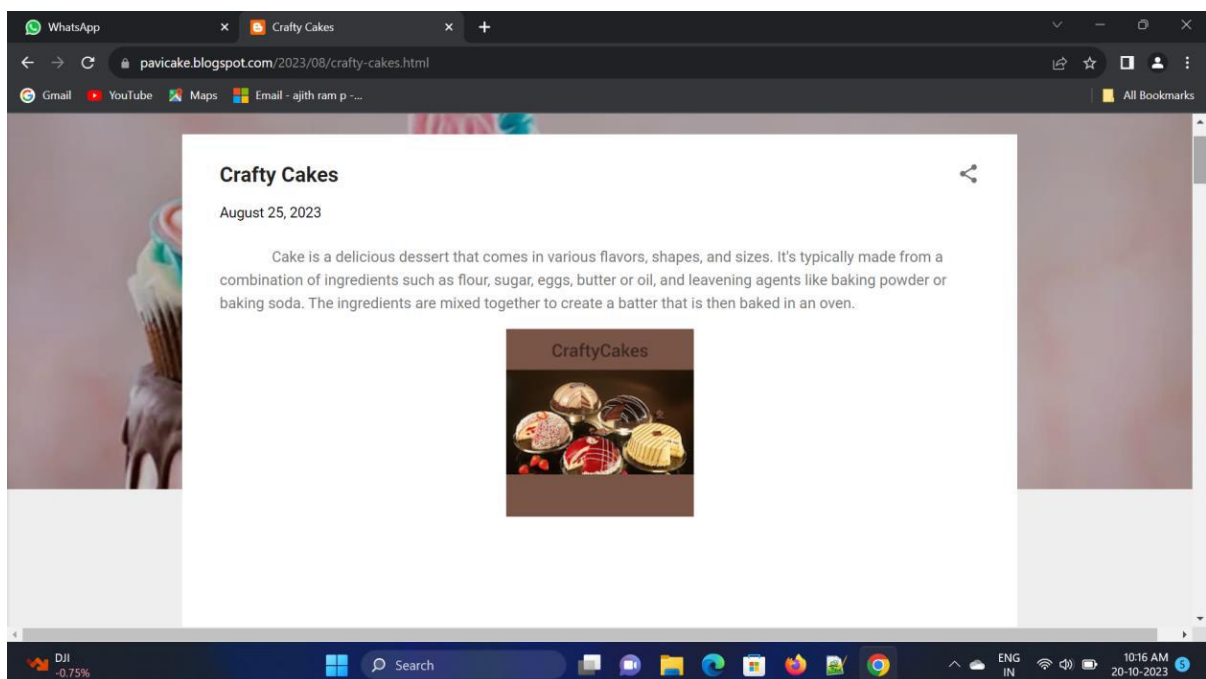 WhatsApp
Crafty Cakes
pavicake.blogspot.com/2023/08/crafty-cakes.html
Gmail
YouTube
Maps
Email - ajith ram p -...
All Bookmarks
Crafty Cakes
August 25, 2023
Cake is a delicious dessert that comes in various flavors, shapes, and sizes. It's typically made from a
combination of ingredients such as flour, sugar, eggs, butter or oil, and leavening agents like baking powder or
baking soda. The ingredients are mixed together to create a batter that is then baked in an oven.
CraftyCakes
DJI
-0.75%
Search
ENG
IN
10:16 AM
20-10-2023
5